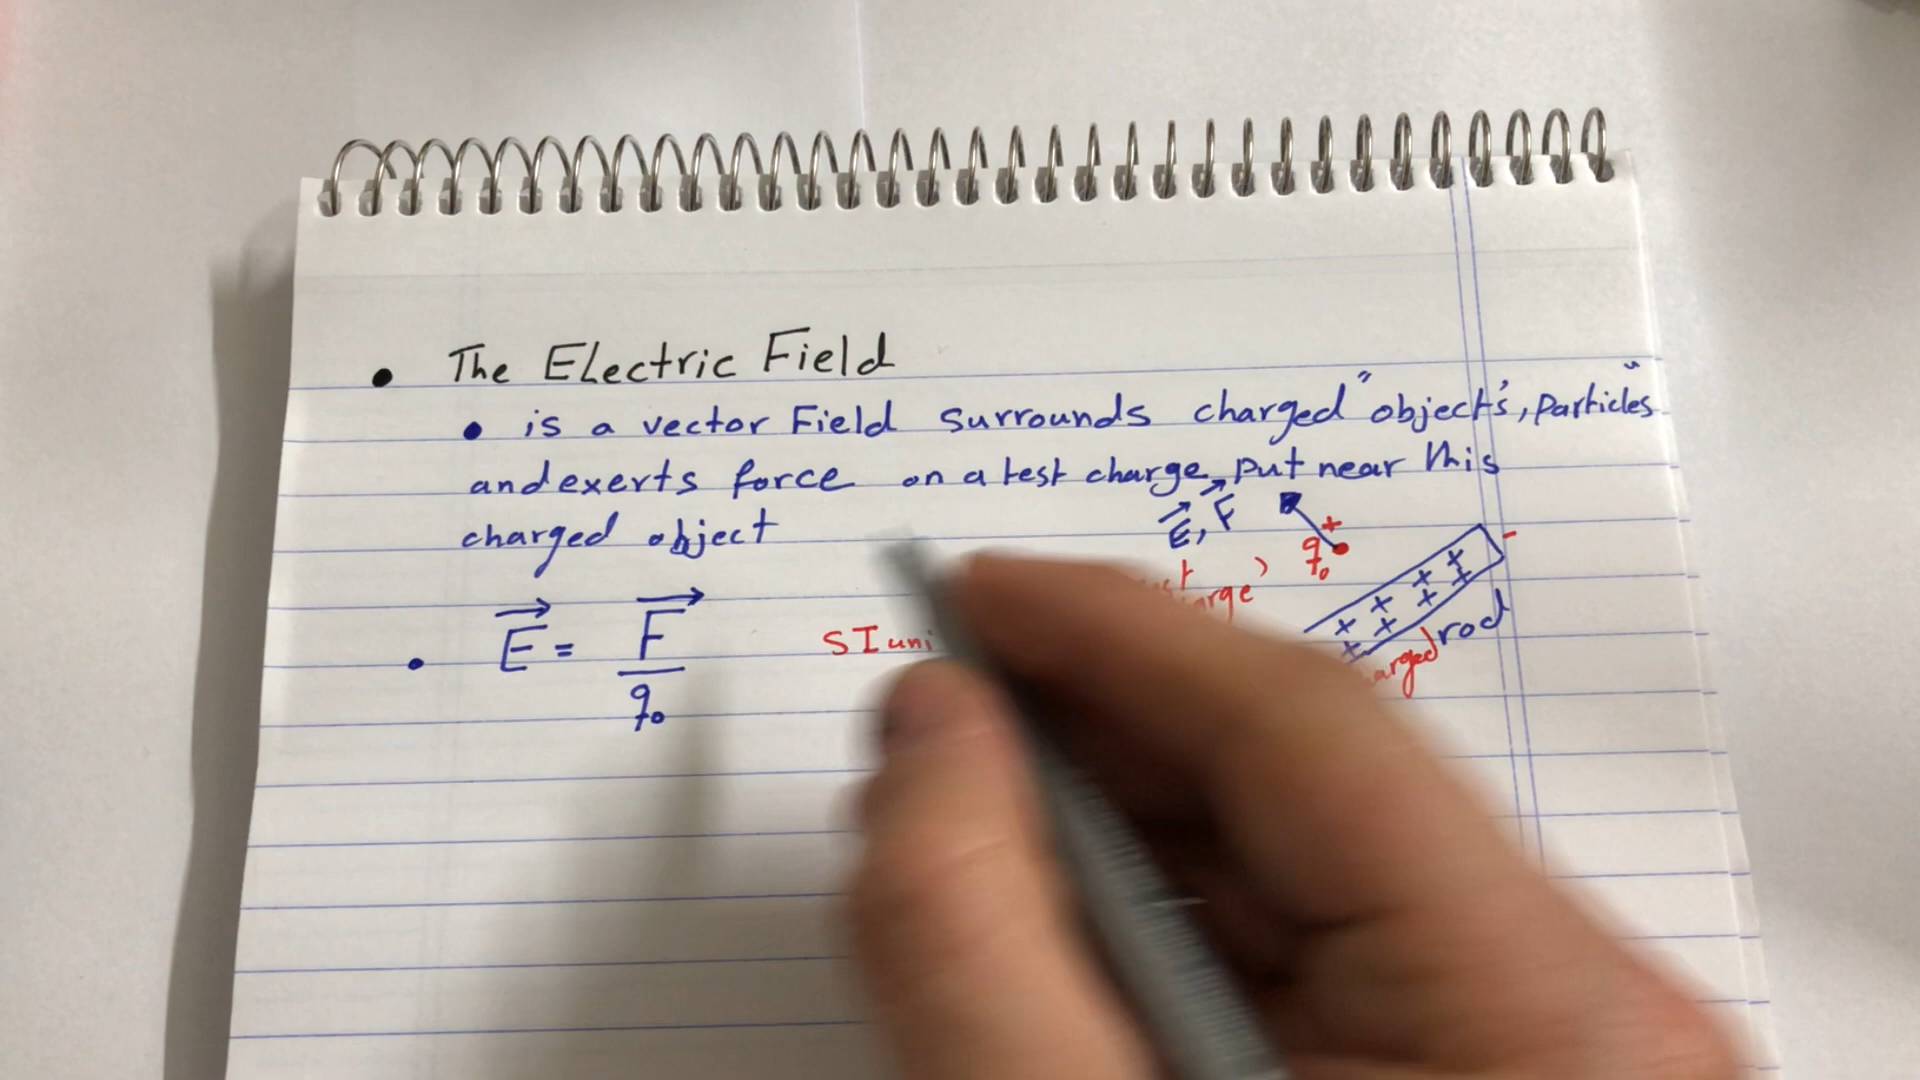 • The Electric Field
• is a vector Field surrounds charged "objects, particles"
and exerts force on a test charge, put near this
charged object
E, F + q₀
• E = F / q₀
SI uni
+ + + + + + + + rod